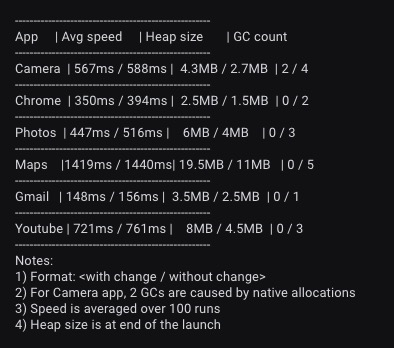 --------------------------------------------------
App | Avg speed | Heap size | GC count
--------------------------------------------------
Camera | 567ms / 588ms | 4.3MB / 2.7MB | 2 / 4
--------------------------------------------------
Chrome | 350ms / 394ms | 2.5MB / 1.5MB | 0 / 2
--------------------------------------------------
Photos | 447ms / 516ms | 6MB / 4MB | 0 / 3
--------------------------------------------------
Maps |1419ms / 1440ms| 19.5MB / 11MB | 0 / 5
--------------------------------------------------
Gmail | 148ms / 156ms | 3.5MB / 2.5MB | 0 / 1
--------------------------------------------------
Youtube | 721ms / 761ms | 8MB / 4.5MB | 0 / 3
--------------------------------------------------
Notes:
1) Format: <with change / without change>
2) For Camera app, 2 GCs are caused by native allocations
3) Speed is averaged over 100 runs
4) Heap size is at end of the launch